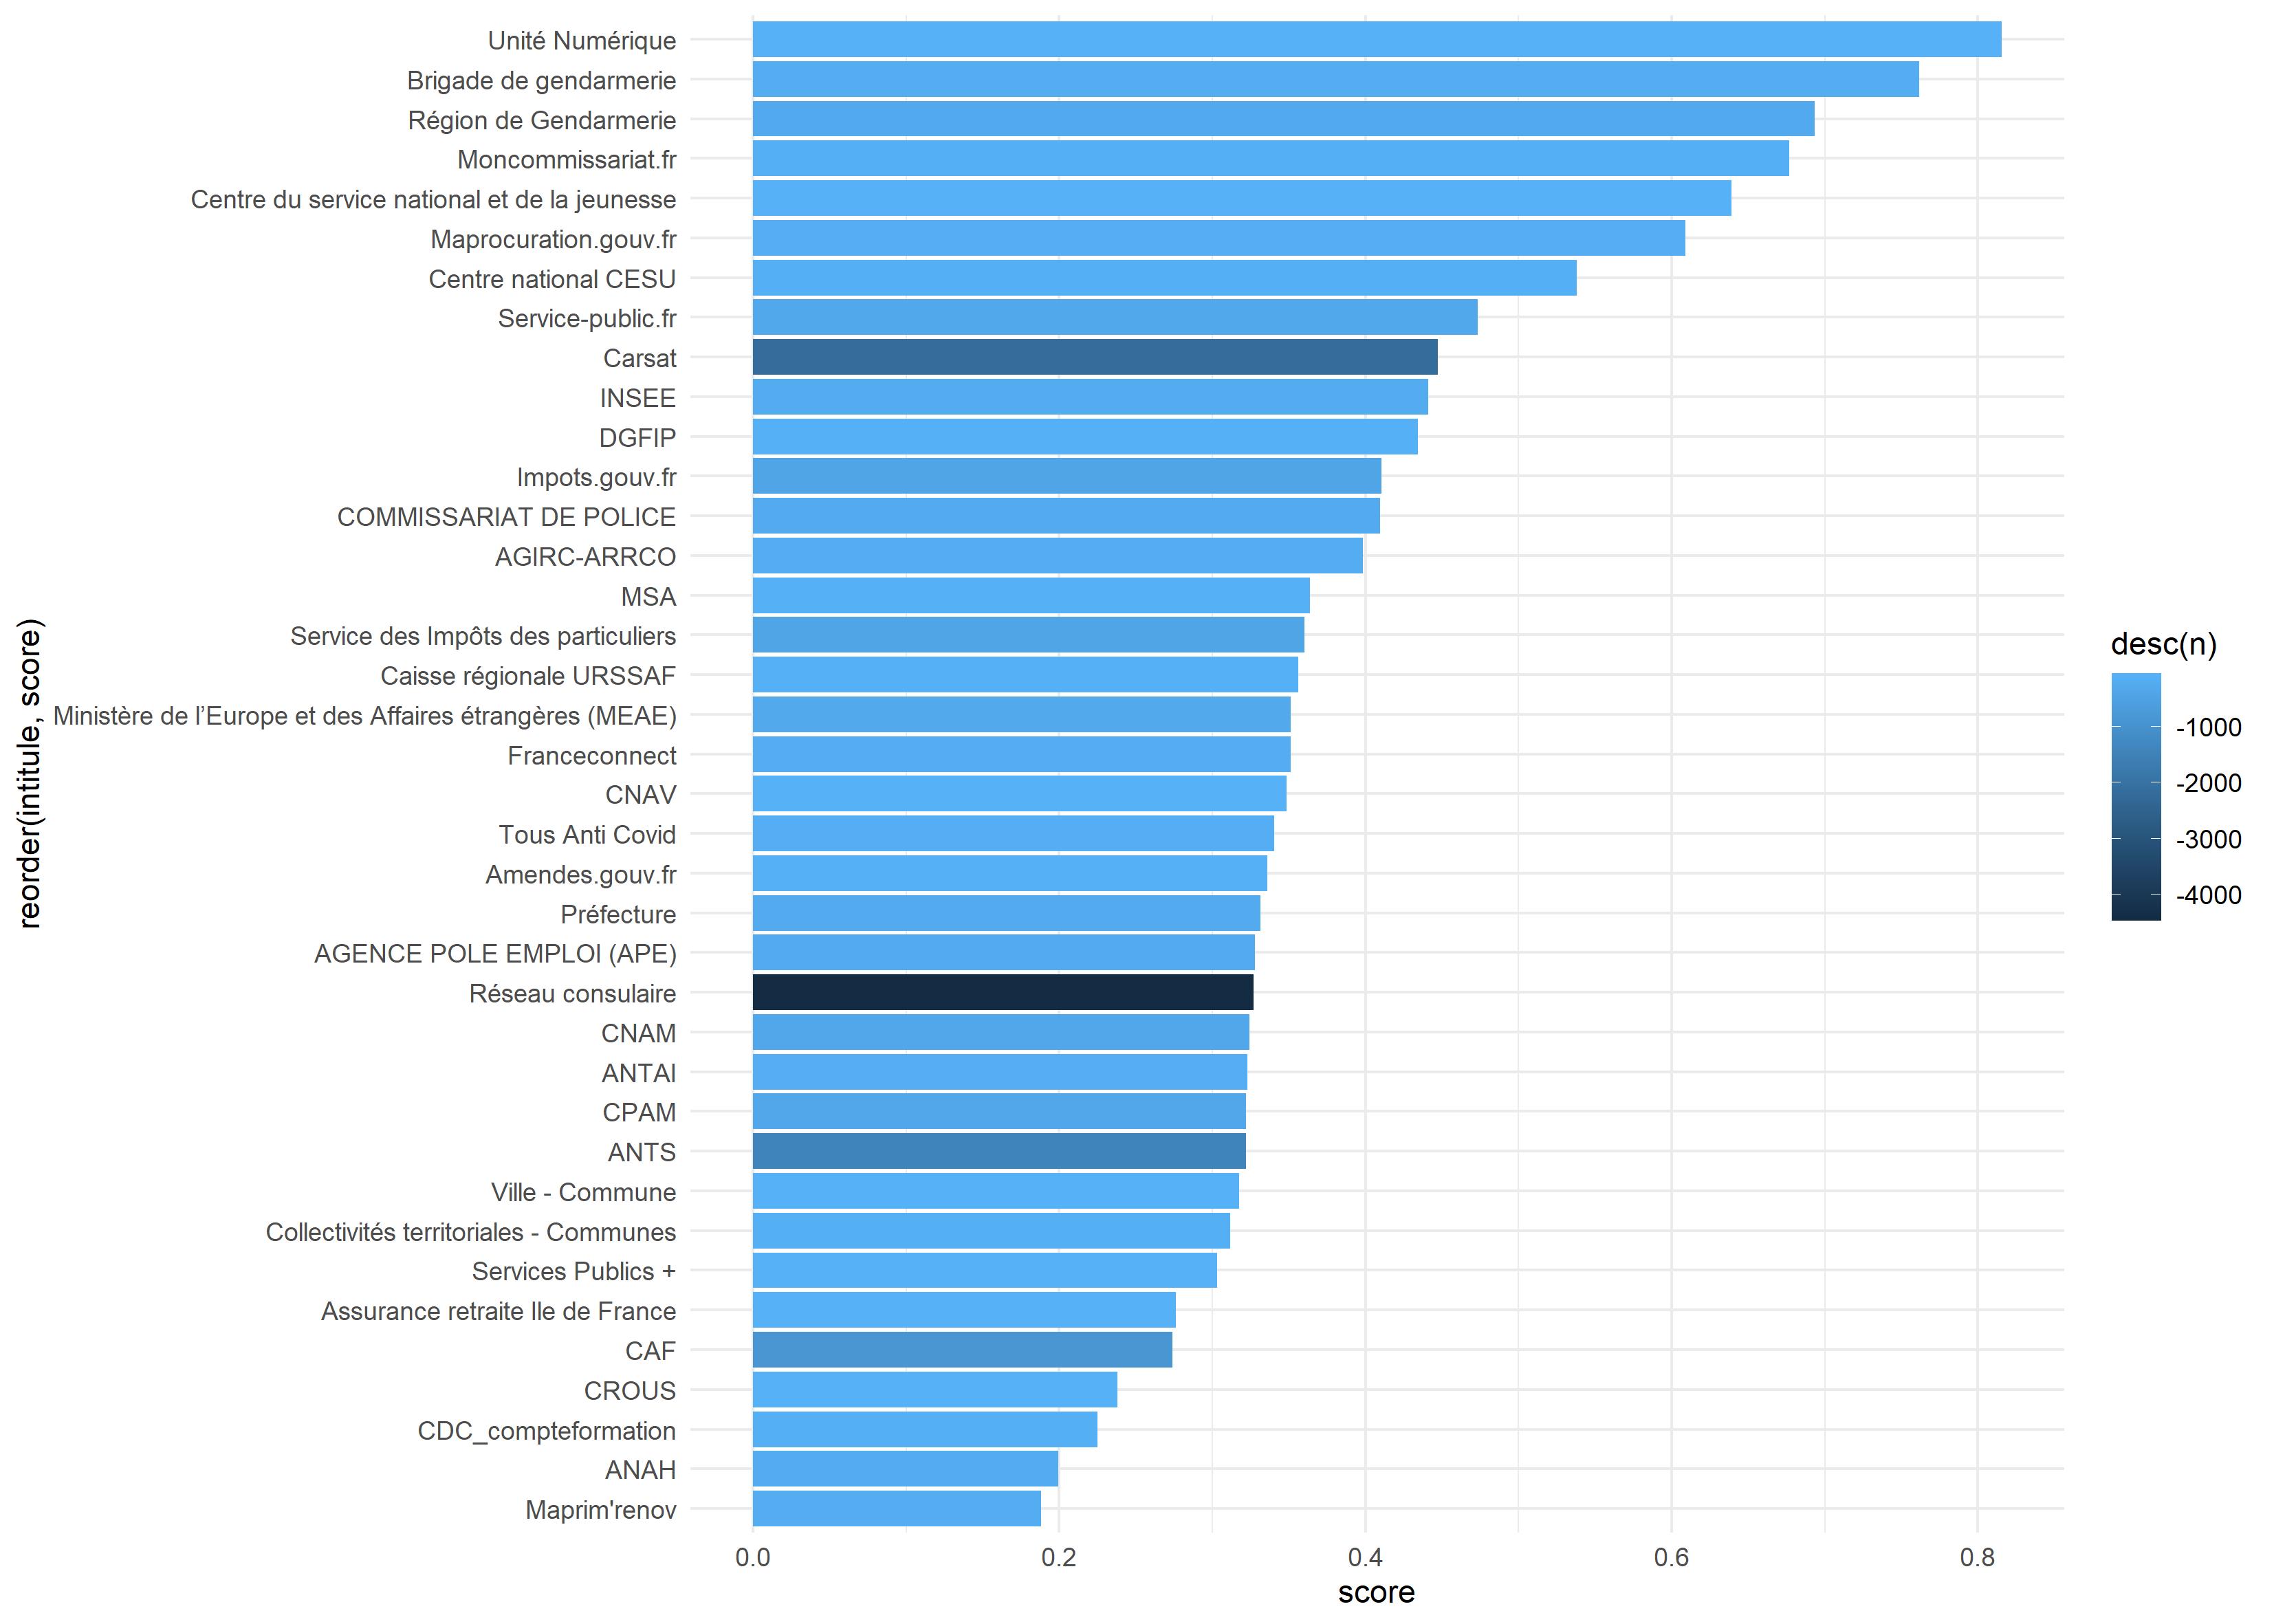 Unité Numérique
Brigade de gendarmerie
Région de Gendarmerie
Moncommissariat.fr
Centre du service national et de la jeunesse
Maprocuration.gouv.fr
Centre national CESU
Service-public.fr
Carsat
INSEE
DGFIP
Impots.gouv.fr
COMMISSARIAT DE POLICE
AGIRC-ARRCO
MSA
Service des Impôts des particuliers
Caisse régionale URSSAF
Ministère de l’Europe et des Affaires étrangères (MEAE)
Franceconnect
CNAV
Tous Anti Covid
Amendes.gouv.fr
Préfecture
AGENCE POLE EMPLOI (APE)
Réseau consulaire
CNAM
ANTAI
CPAM
ANTS
Ville - Commune
Collectivités territoriales - Communes
Services Publics +
Assurance retraite Ile de France
CAF
CROUS
CDC_compteformation
ANAH
Maprim'renov
reorder(intitule, score)
0.0 0.2 0.4 0.6 0.8
score
desc(n)
-1000
-2000
-3000
-4000